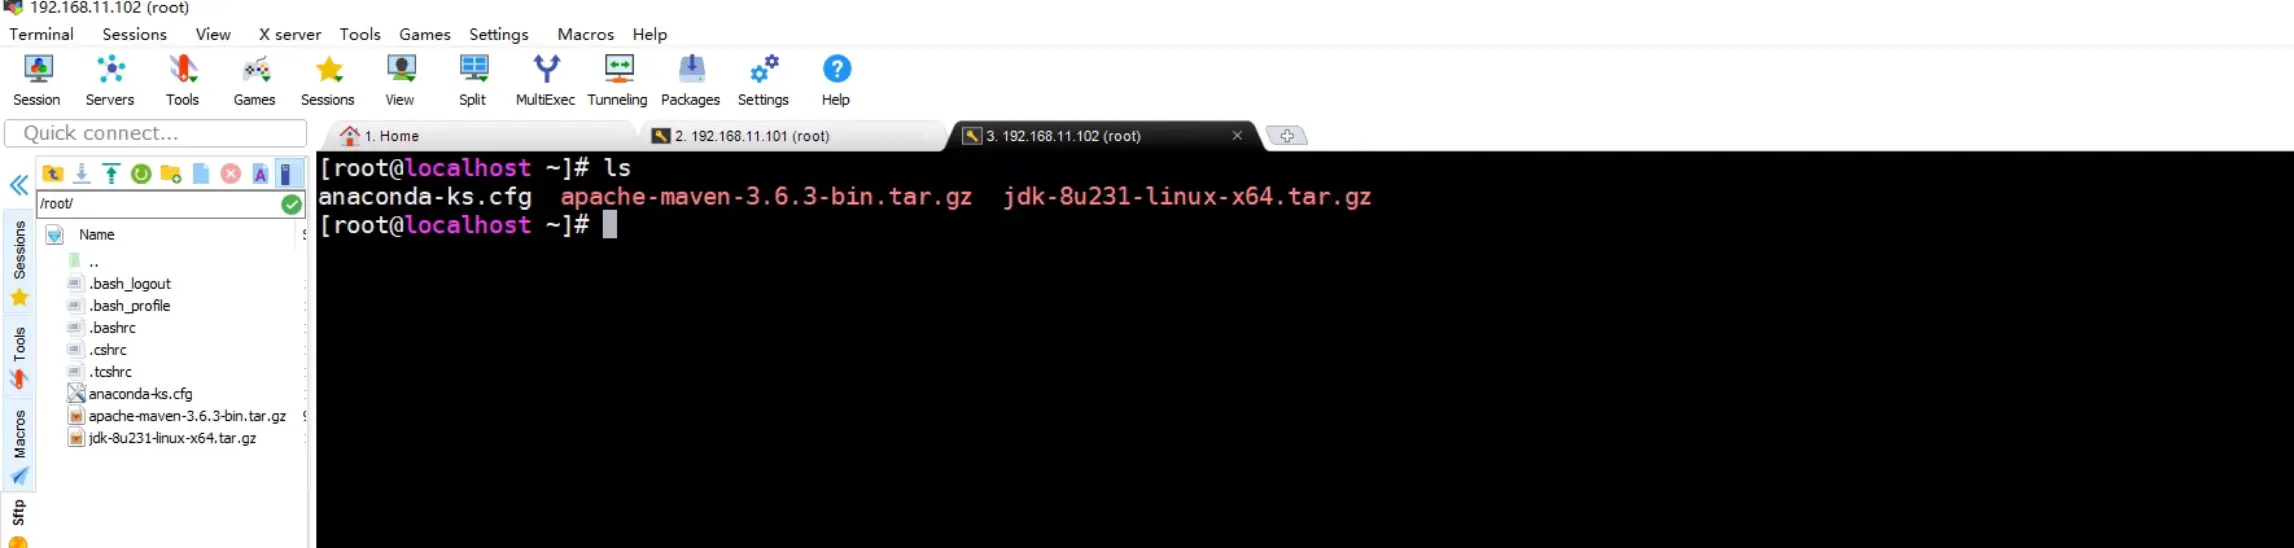 192.168.11.102 (root)
Terminal Sessions View X server Tools Games Settings Macros Help
Session Servers Tools Games Sessions View Split MultiExec Tunneling Packages Settings Help
Quick connect...
1. Home
2. 192.168.11.101 (root)
3. 192.168.11.102 (root)
/root/
Name
..
.bash_logout
.bash_profile
.bashrc
.cshrc
.tcshrc
anaconda-ks.cfg
apache-maven-3.6.3-bin.tar.gz
jdk-8u231-linux-x64.tar.gz
Sessions
Tools
Macros
Sftp
[root@localhost ~]# ls
anaconda-ks.cfg apache-maven-3.6.3-bin.tar.gz jdk-8u231-linux-x64.tar.gz
[root@localhost ~]#